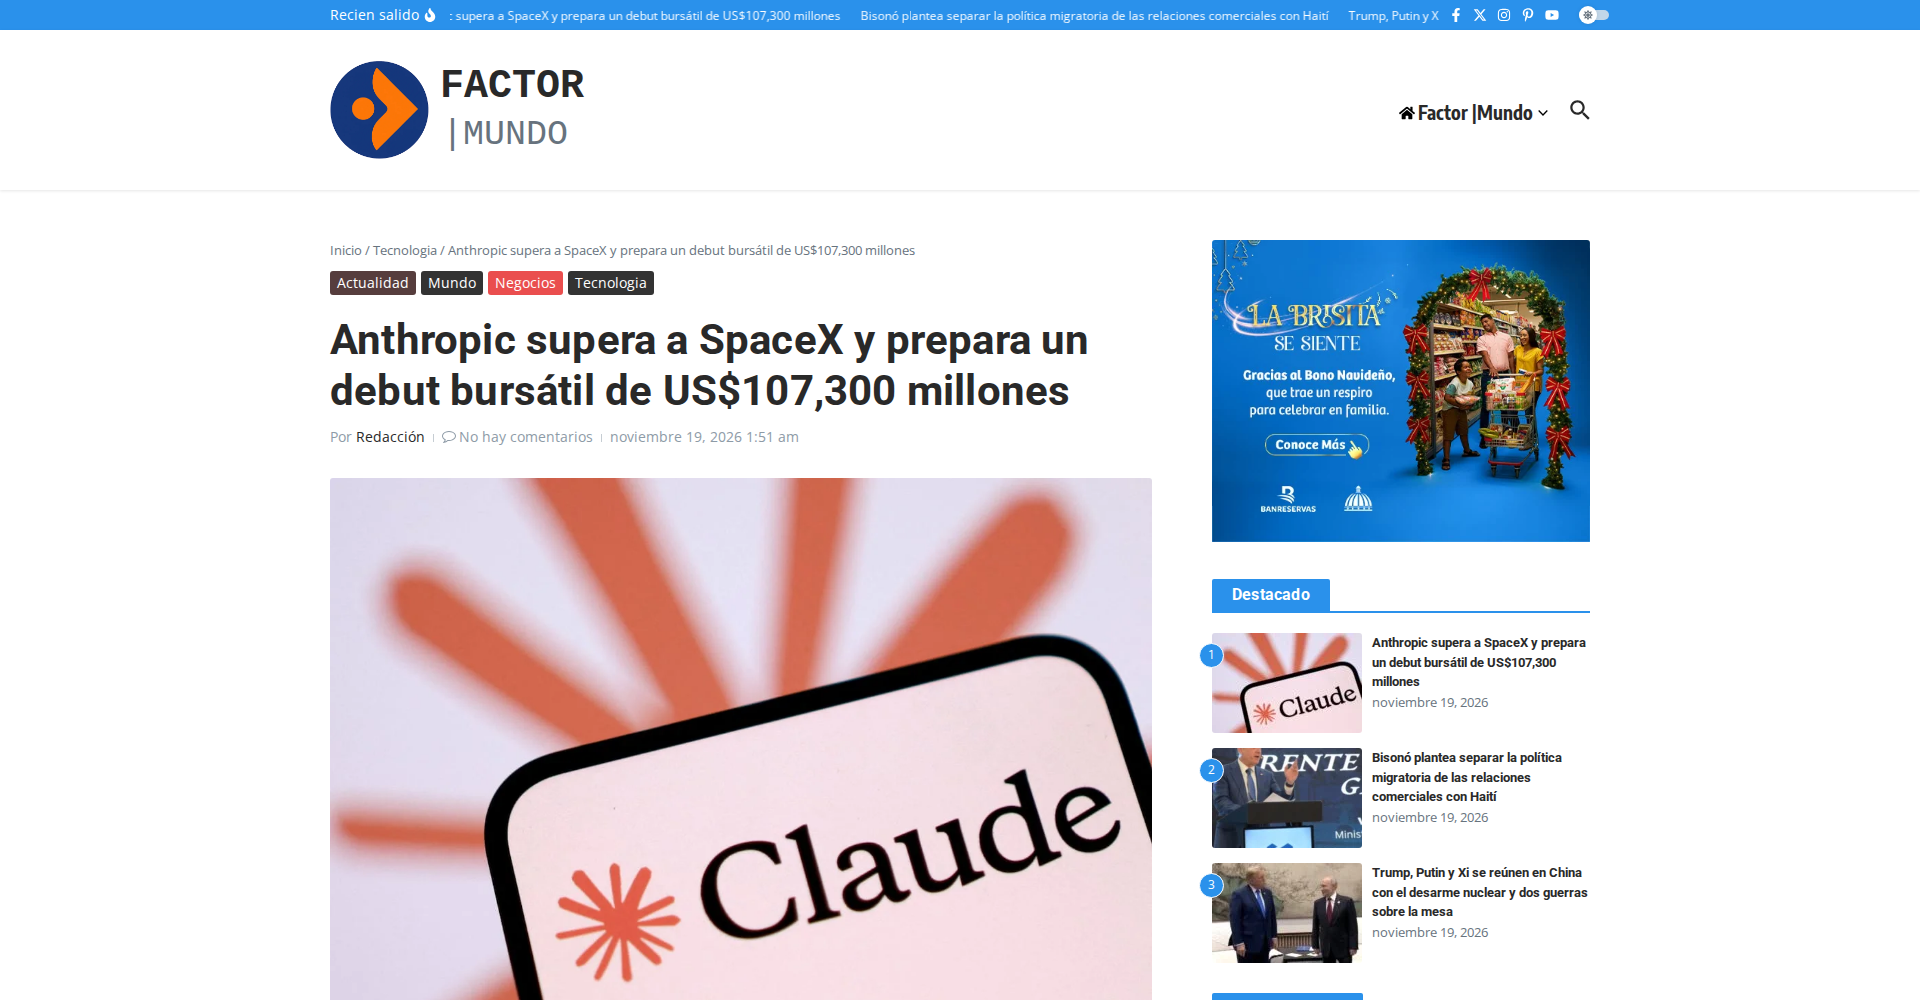 Recien salido
: supera a SpaceX y prepara un debut bursátil de US$107,300 millones
Bisonó plantea separar la política migratoria de las relaciones comerciales con Haití
Trump, Putin y X
FACTOR
|MUNDO
Factor |Mundo
Inicio / Tecnologia / Anthropic supera a SpaceX y prepara un debut bursátil de US$107,300 millones
Actualidad
Mundo
Negocios
Tecnologia
Anthropic supera a SpaceX y prepara un
debut bursátil de US$107,300 millones
Por Redacción
No hay comentarios
noviembre 19, 2026 1:51 am
Claude
LA BRISITA
SE SIENTE
Gracias al Bono Navideño,
que trae un respiro
para celebrar en familia.
Conoce Más
BANRESERVAS
Destacado
1
Claude
Anthropic supera a SpaceX y prepara
un debut bursátil de US$107,300
millones
noviembre 19, 2026
2
RENTE
G
Minis
Bisonó plantea separar la política
migratoria de las relaciones
comerciales con Haití
noviembre 19, 2026
3
Trump, Putin y Xi se reúnen en China
con el desarme nuclear y dos guerras
sobre la mesa
noviembre 19, 2026